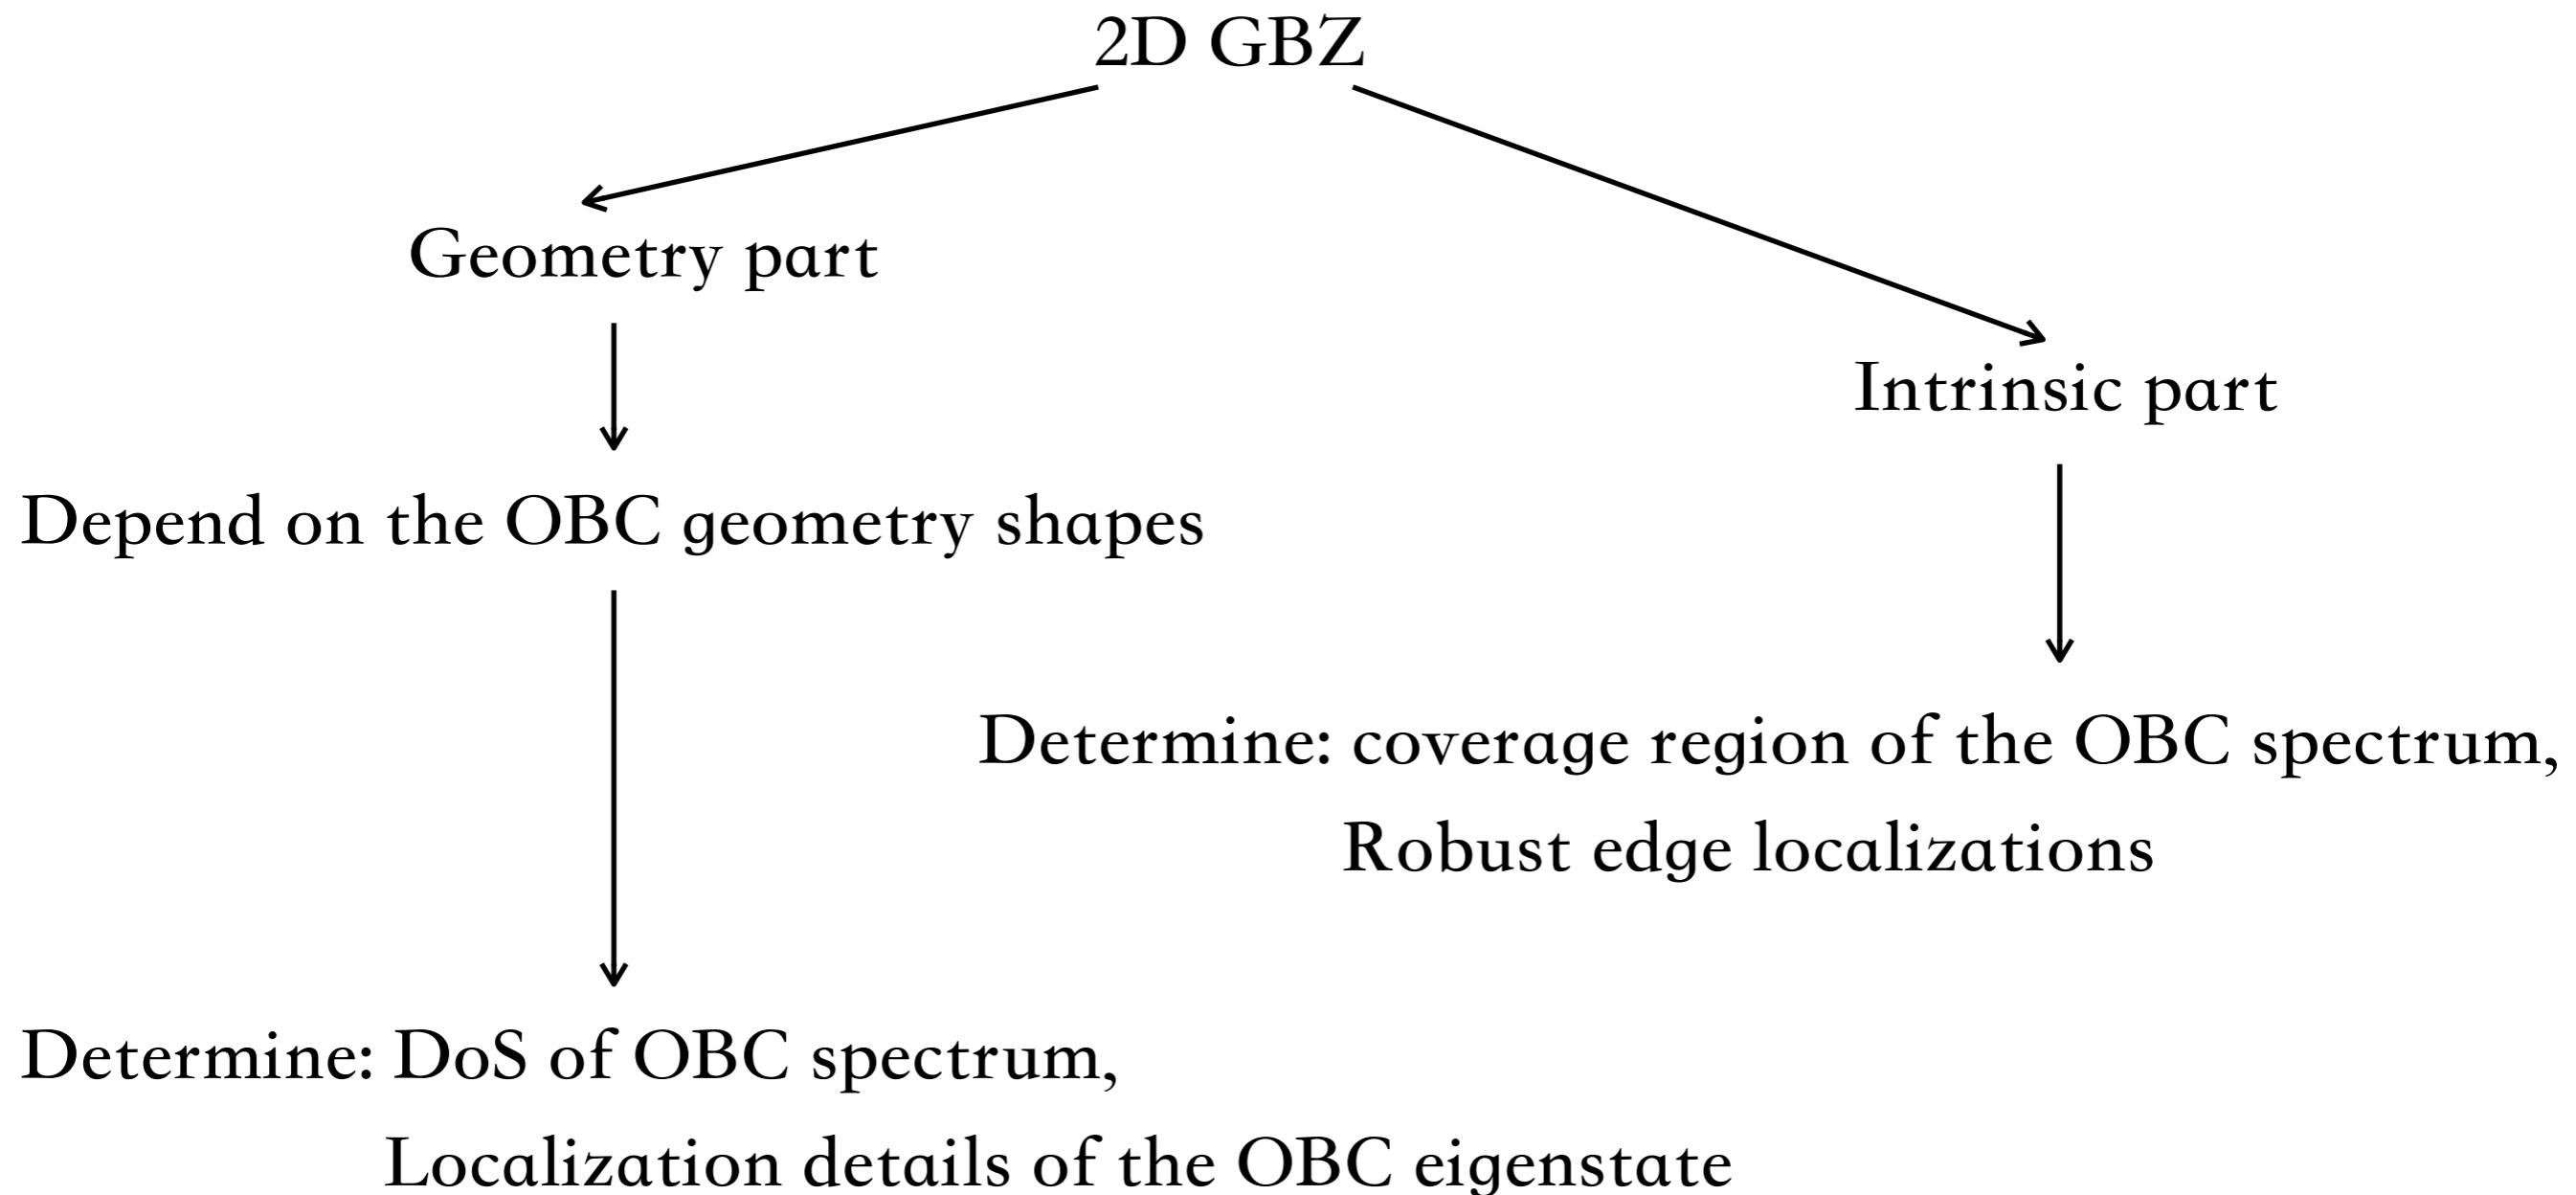 2D GBZ
Geometry part
Intrinsic part
Depend on the OBC geometry shapes
Determine: coverage region of the OBC spectrum,
Robust edge localizations
Determine: DoS of OBC spectrum,
Localization details of the OBC eigenstate